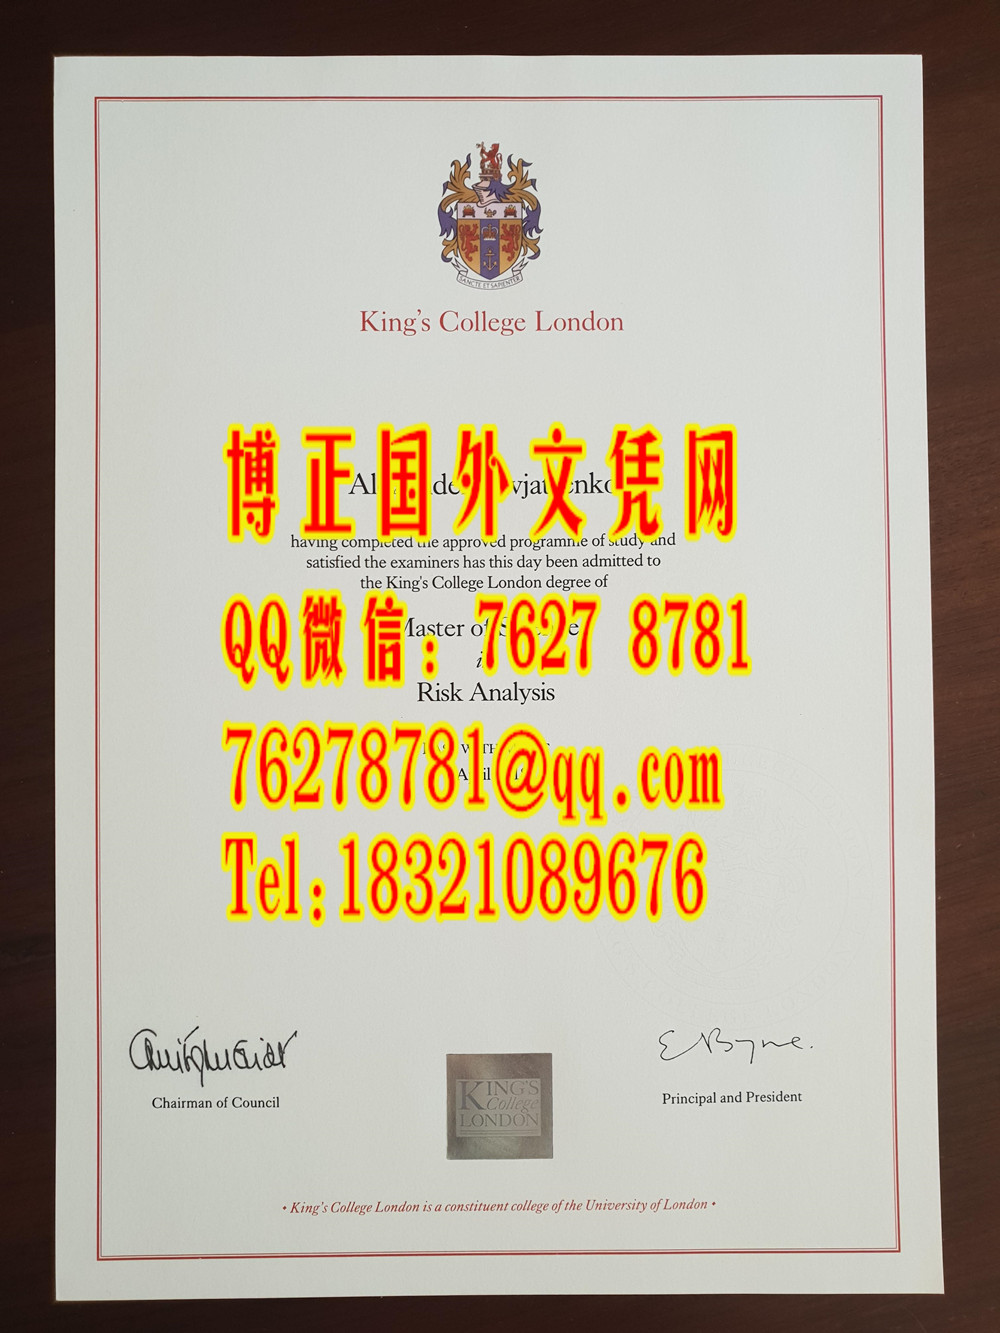 SANCTE ET SAPIENTER
King's College London
博正国外文凭网
having completed the approved programme of study and
satisfied the examiners has this day been admitted to
the King's College London degree of
QQ微信：7627 8781
Master of
Risk Analysis
76278781@qq.com
Tel:18321089676
Chairman of Council
Principal and President
KING'S
College
LONDON
• King's College London is a constituent college of the University of London •